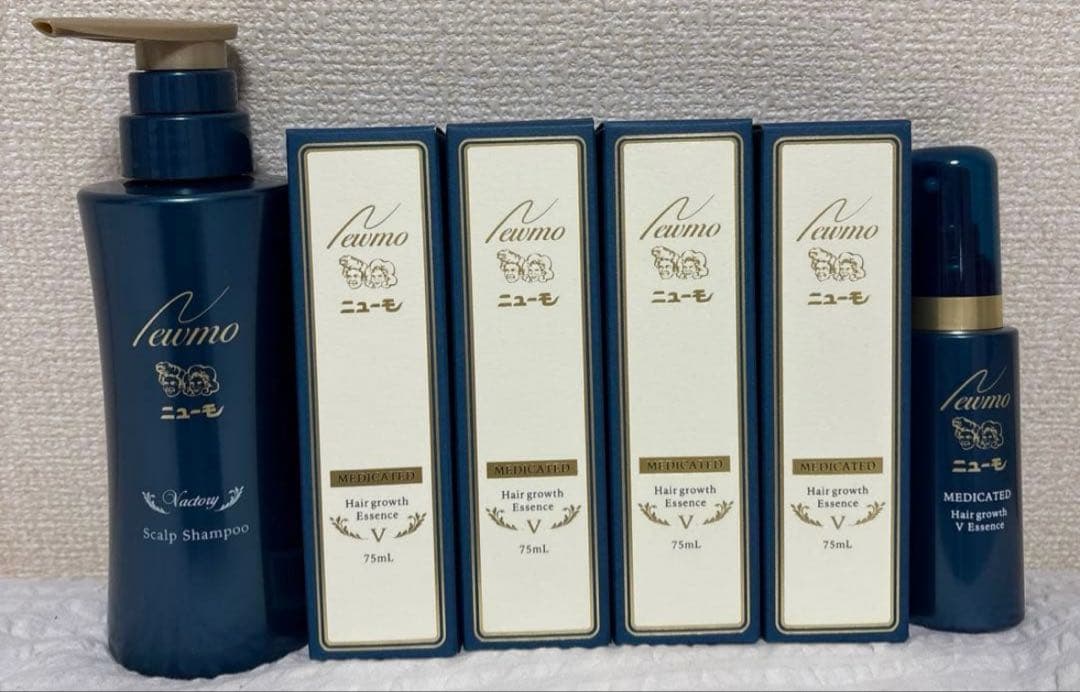 Newmo
ニューモ
Vactory
Scalp Shampoo
Newmo
ニューモ
MEDICATED
Hair growth
Essence
V
75mL
Newmo
ニューモ
MEDICATED
Hair growth
Essence
V
75mL
Newmo
ニューモ
MEDICATED
Hair growth
Essence
V
75mL
Newmo
ニューモ
MEDICATED
Hair growth
Essence
V
75mL
Newmo
ニューモ
MEDICATED
Hair growth
V Essence